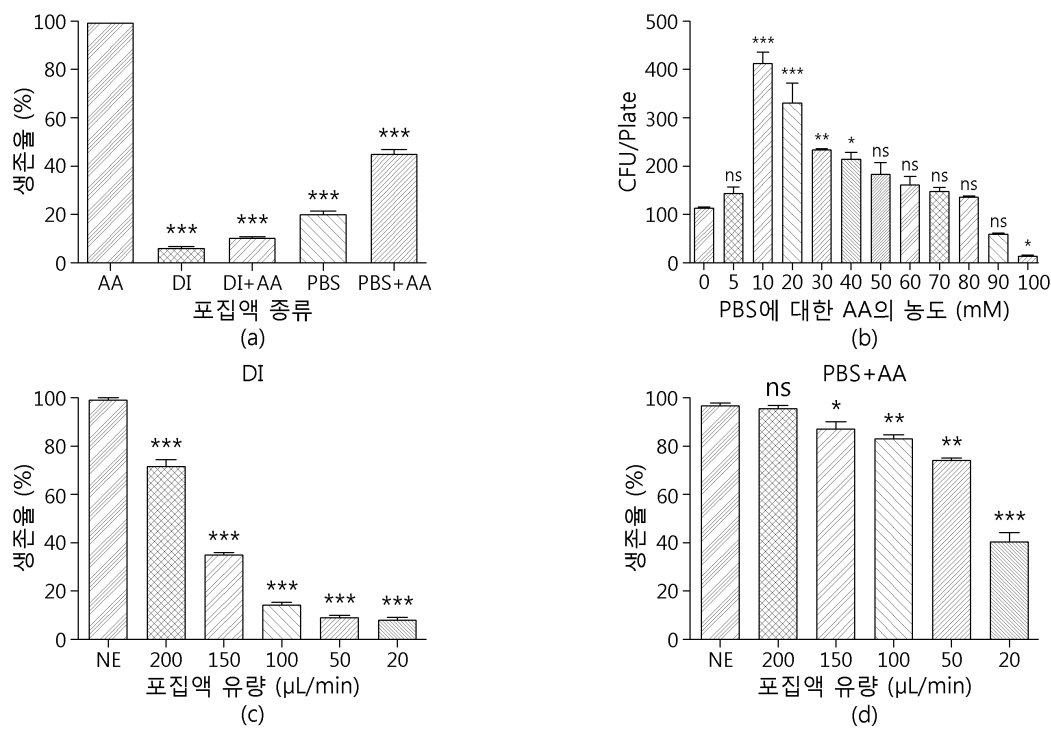 100
80
60
40
20
0
생존율 (%)
***
***
***
***
AA DI DI+AA PBS PBS+AA
포집액 종류
(a)
500
400
300
200
100
0
CFU/Plate
ns
***
***
**
*
ns
ns
ns
ns
ns
*
0 5 10 20 30 40 50 60 70 80 90 100
PBS에 대한 AA의 농도 (mM)
(b)
DI
100
80
60
40
20
0
생존율 (%)
***
***
***
***
***
NE 200 150 100 50 20
포집액 유량 (μL/min)
(c)
PBS+AA
100
80
60
40
20
0
생존율 (%)
ns
*
**
**
***
NE 200 150 100 50 20
포집액 유량 (μL/min)
(d)